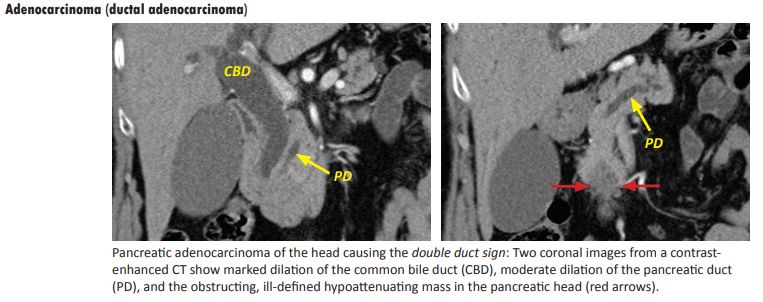 Adenocarcinoma (ductal adenocarcinoma)
CBD
PD
PD
Pancreatic adenocarcinoma of the head causing the double duct sign: Two coronal images from a contrast-
enhanced CT show marked dilation of the common bile duct (CBD), moderate dilation of the pancreatic duct
(PD), and the obstructing, ill-defined hypoattenuating mass in the pancreatic head (red arrows).